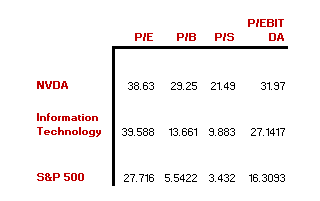 P/EBIT
P/E P/B P/S DA
NVDA 38.63 29.25 21.49 31.97
Information
Technology 39.588 13.661 9.883 27.1417
S&P 500 27.716 5.5422 3.432 16.3093